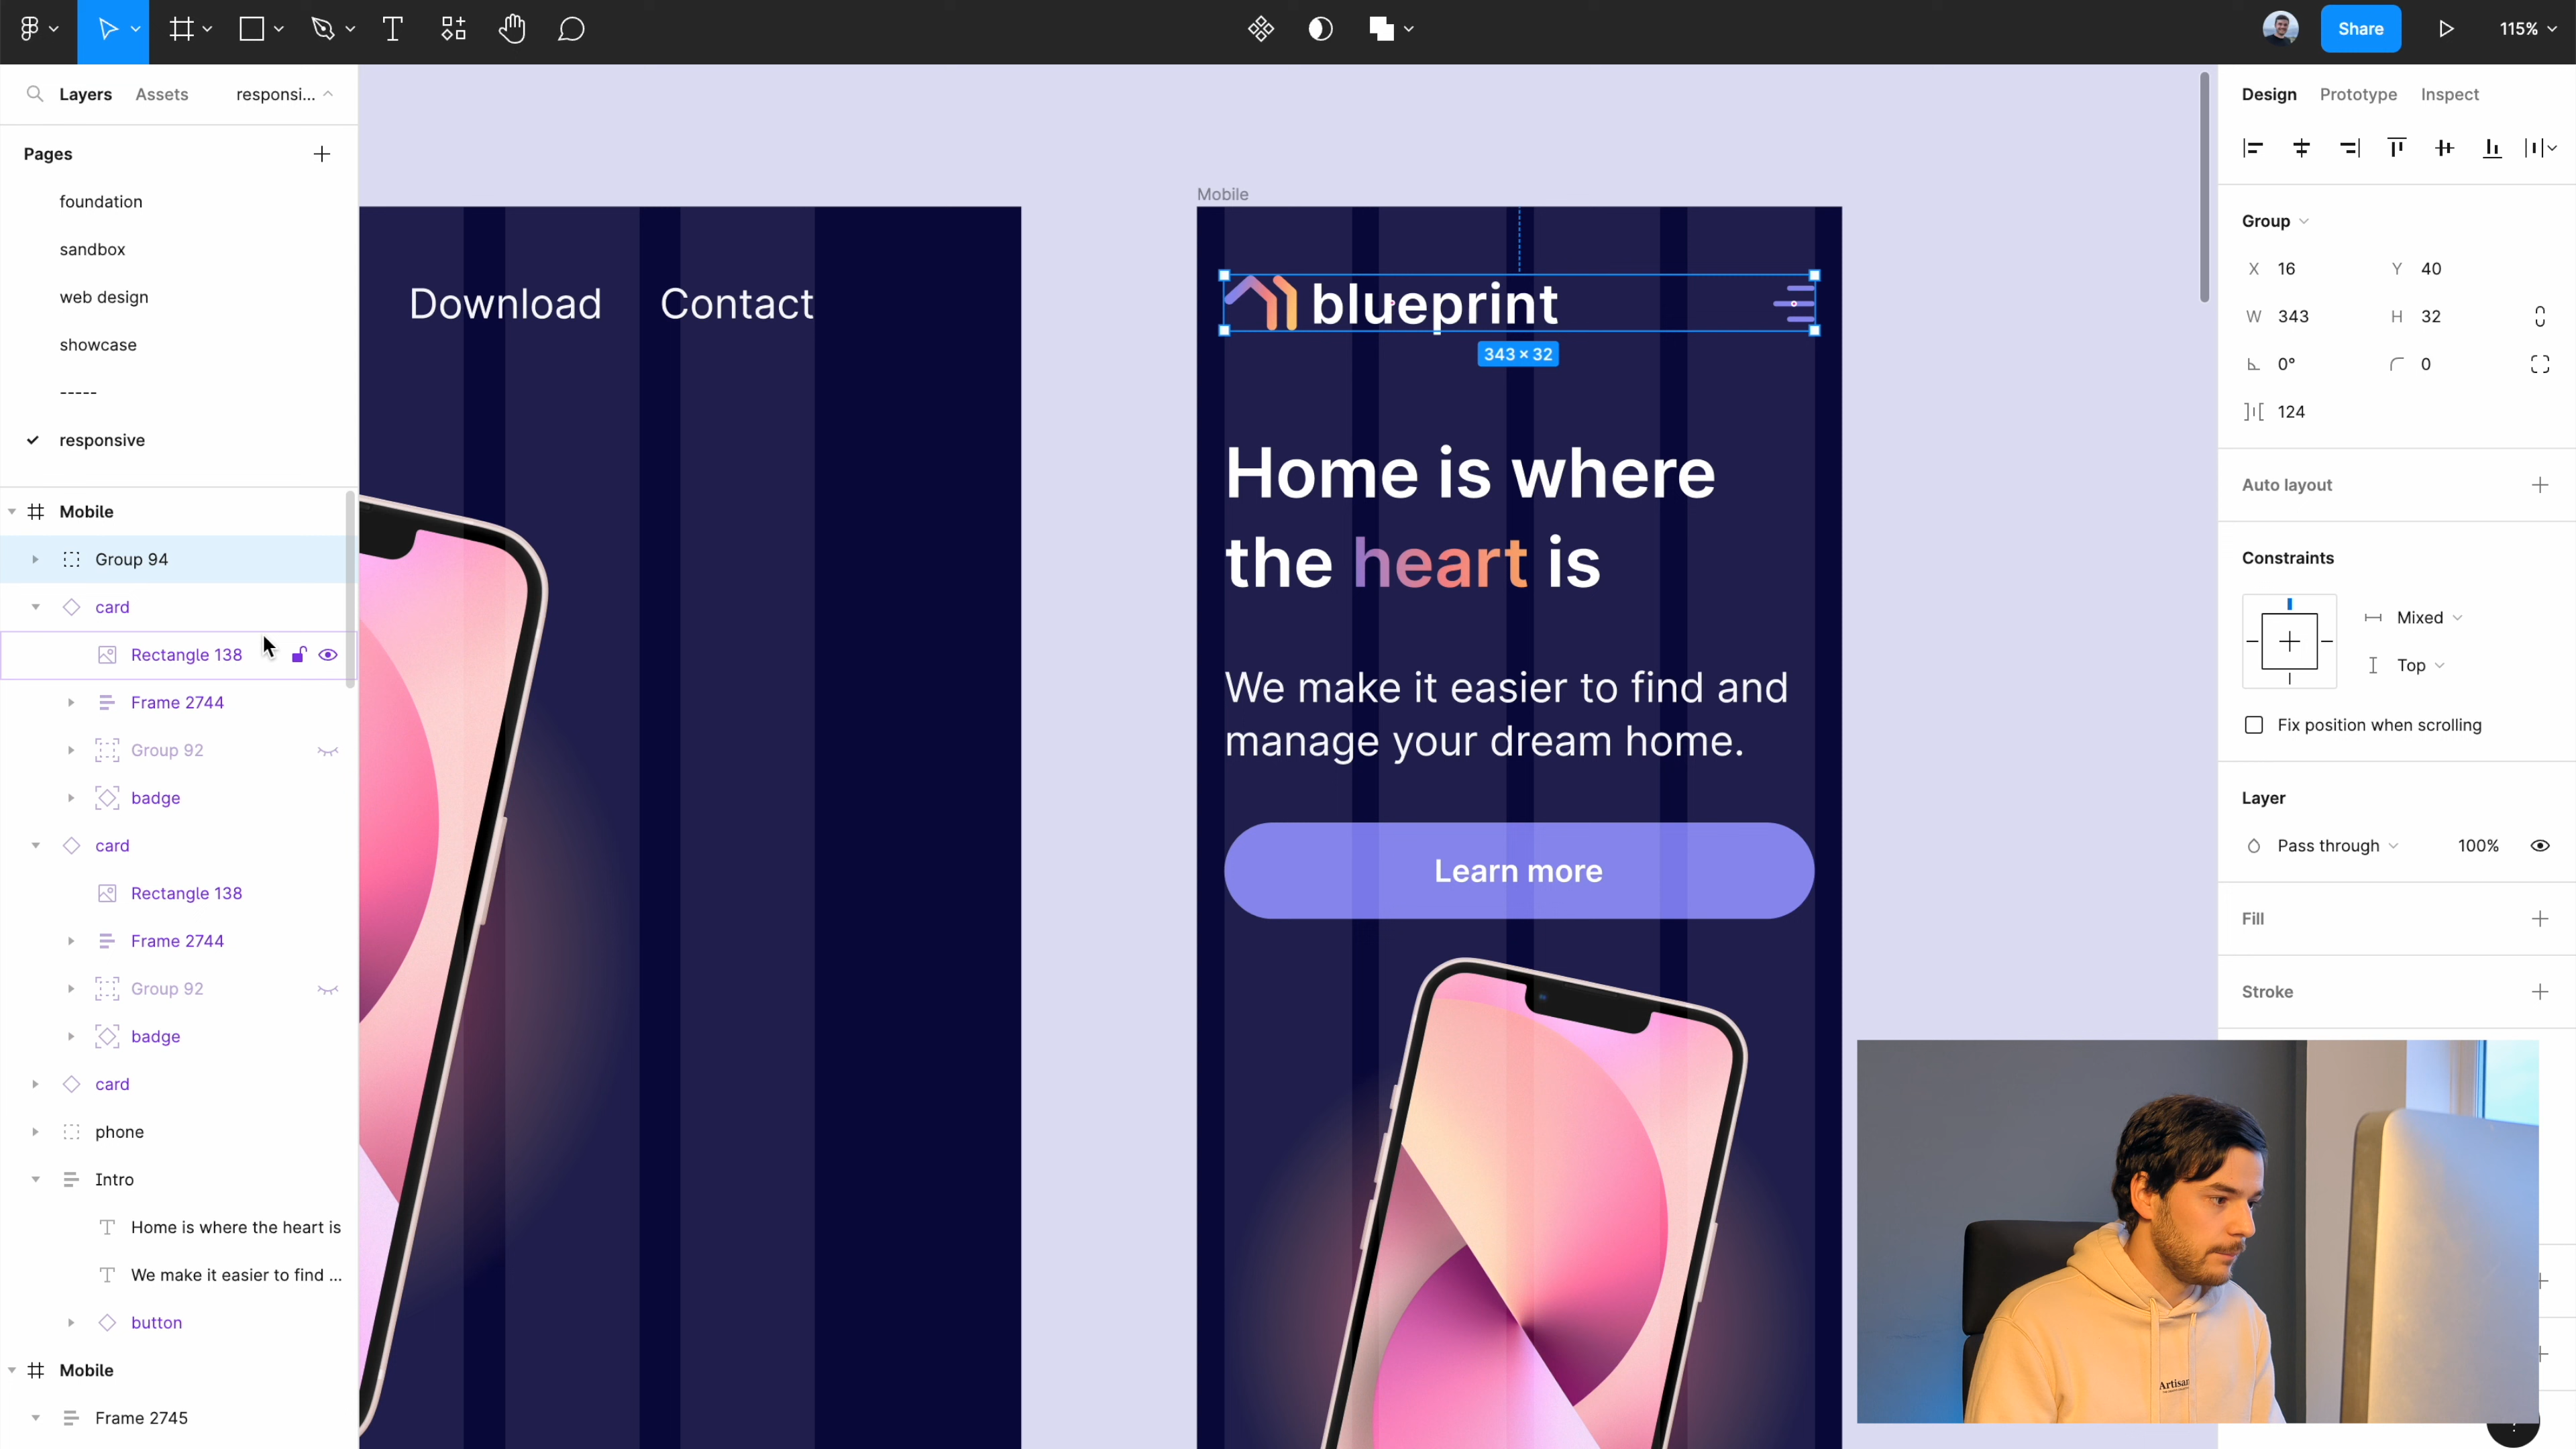 Share
115%
Layers
Assets
responsi...
Design
Prototype
Inspect
Pages
foundation
sandbox
web design
showcase
-----
responsive
Mobile
Group 94
card
Rectangle 138
Frame 2744
Group 92
badge
card
Rectangle 138
Frame 2744
Group 92
badge
card
phone
Intro
Home is where the heart is
We make it easier to find ...
button
Mobile
Frame 2745
Download
Contact
Mobile
blueprint
343 × 32
Home is where
the heart is
We make it easier to find and
manage your dream home.
Learn more
Group
X 16
Y 40
W 343
H 32
0°
0
124
Auto layout
Constraints
Mixed
Top
Fix position when scrolling
Layer
Pass through
100%
Fill
Stroke
Artisan